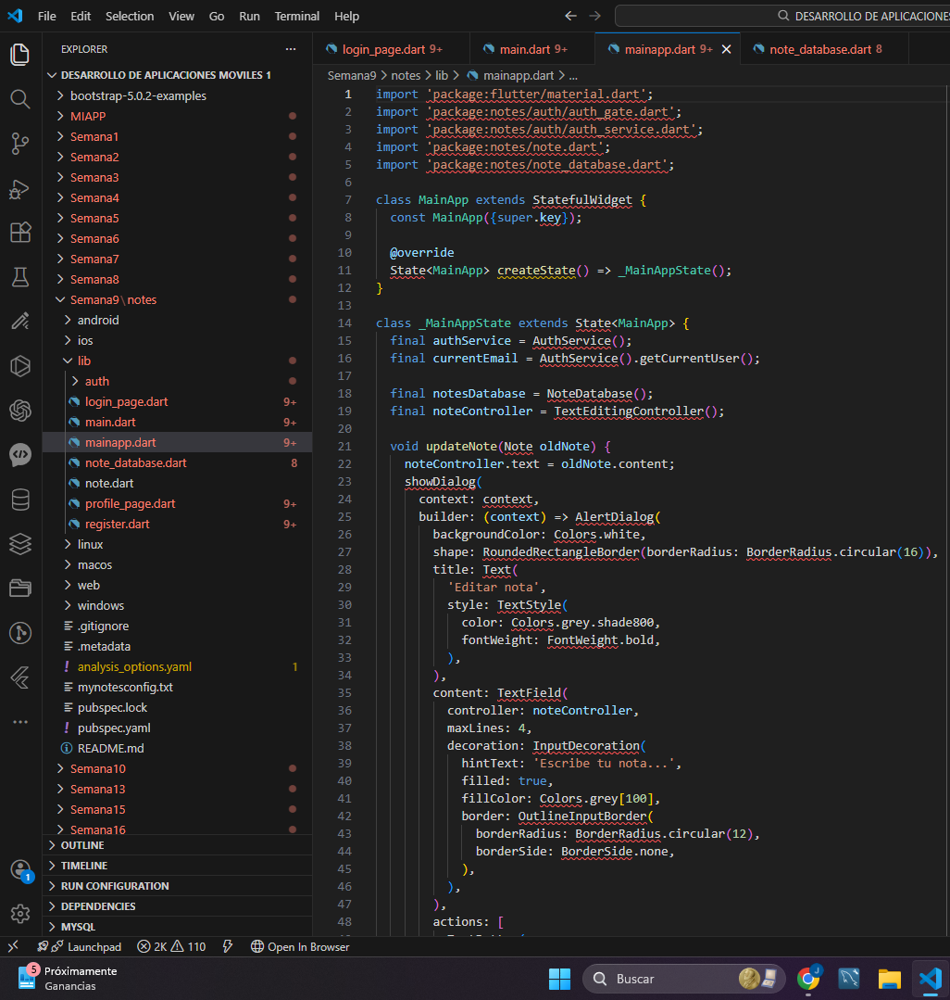 File Edit Selection View Go Run Terminal Help
DESARROLLO DE APLICACIONES
EXPLORER
DESARROLLO DE APLICACIONES MOVILES 1
bootstrap-5.0.2-examples
MIAPP
Semana1
Semana2
Semana3
Semana4
Semana5
Semana6
Semana7
Semana8
Semana9\notes
android
ios
lib
auth
login_page.dart 9+
main.dart 9+
mainapp.dart 9+
note_database.dart 8
note.dart
profile_page.dart 9+
register.dart 9+
linux
macos
web
windows
.gitignore
.metadata
analysis_options.yaml 1
mynotesconfig.txt
pubspec.lock
pubspec.yaml
README.md
Semana10
Semana13
Semana15
Semana16
OUTLINE
TIMELINE
RUN CONFIGURATION
DEPENDENCIES
MYSQL
login_page.dart 9+ main.dart 9+ mainapp.dart 9+ note_database.dart 8
Semana9 > notes > lib > mainapp.dart > ...
1 import 'package:flutter/material.dart';
2 import 'package:notes/auth/auth_gate.dart';
3 import 'package:notes/auth/auth_service.dart';
4 import 'package:notes/note.dart';
5 import 'package:notes/note_database.dart';
6
7 class MainApp extends StatefulWidget {
8 const MainApp({super.key});
9
10 @override
11 State<MainApp> createState() => _MainAppState();
12 }
13
14 class _MainAppState extends State<MainApp> {
15 final authService = AuthService();
16 final currentEmail = AuthService().getCurrentUser();
17
18 final notesDatabase = NoteDatabase();
19 final noteController = TextEditingController();
20
21 void updateNote(Note oldNote) {
22 noteController.text = oldNote.content;
23 showDialog(
24 context: context,
25 builder: (context) => AlertDialog(
26 backgroundColor: Colors.white,
27 shape: RoundedRectangleBorder(borderRadius: BorderRadius.circular(16)),
28 title: Text(
29 'Editar nota',
30 style: TextStyle(
31 color: Colors.grey.shade800,
32 fontWeight: FontWeight.bold,
33 ),
34 ),
35 content: TextField(
36 controller: noteController,
37 maxLines: 4,
38 decoration: InputDecoration(
39 hintText: 'Escribe tu nota...',
40 filled: true,
41 fillColor: Colors.grey[100],
42 border: OutlineInputBorder(
43 borderRadius: BorderRadius.circular(12),
44 borderSide: BorderSide.none,
45 ),
46 ),
47 ),
48 actions: [
1
Launchpad 2K 110 Open In Browser
5
Próximamente
Ganancias
Buscar
J